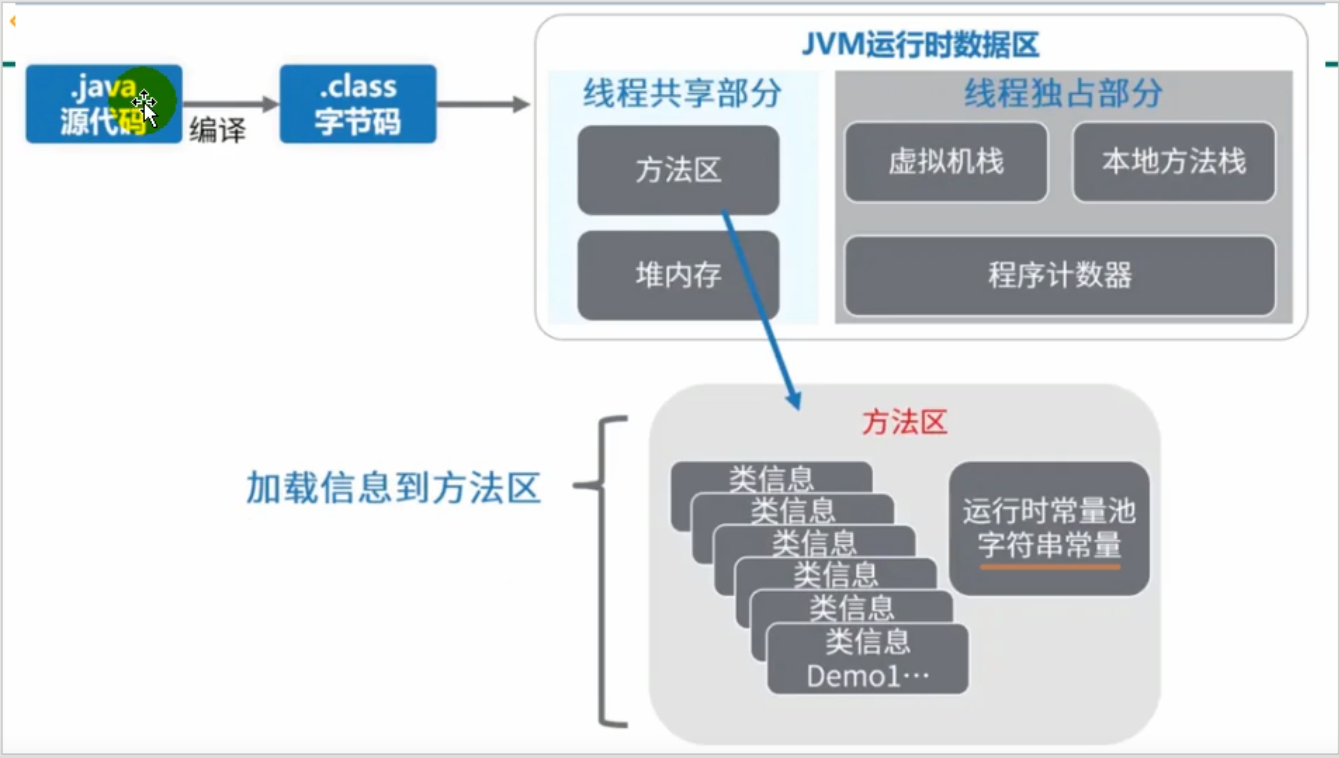 .java
源代码
编译
.class
字节码
JVM运行时数据区
线程共享部分
方法区
堆内存
线程独占部分
虚拟机栈
本地方法栈
程序计数器
加载信息到方法区
方法区
类信息
类信息
类信息
类信息
类信息
类信息
Demo1…
运行时常量池
字符串常量